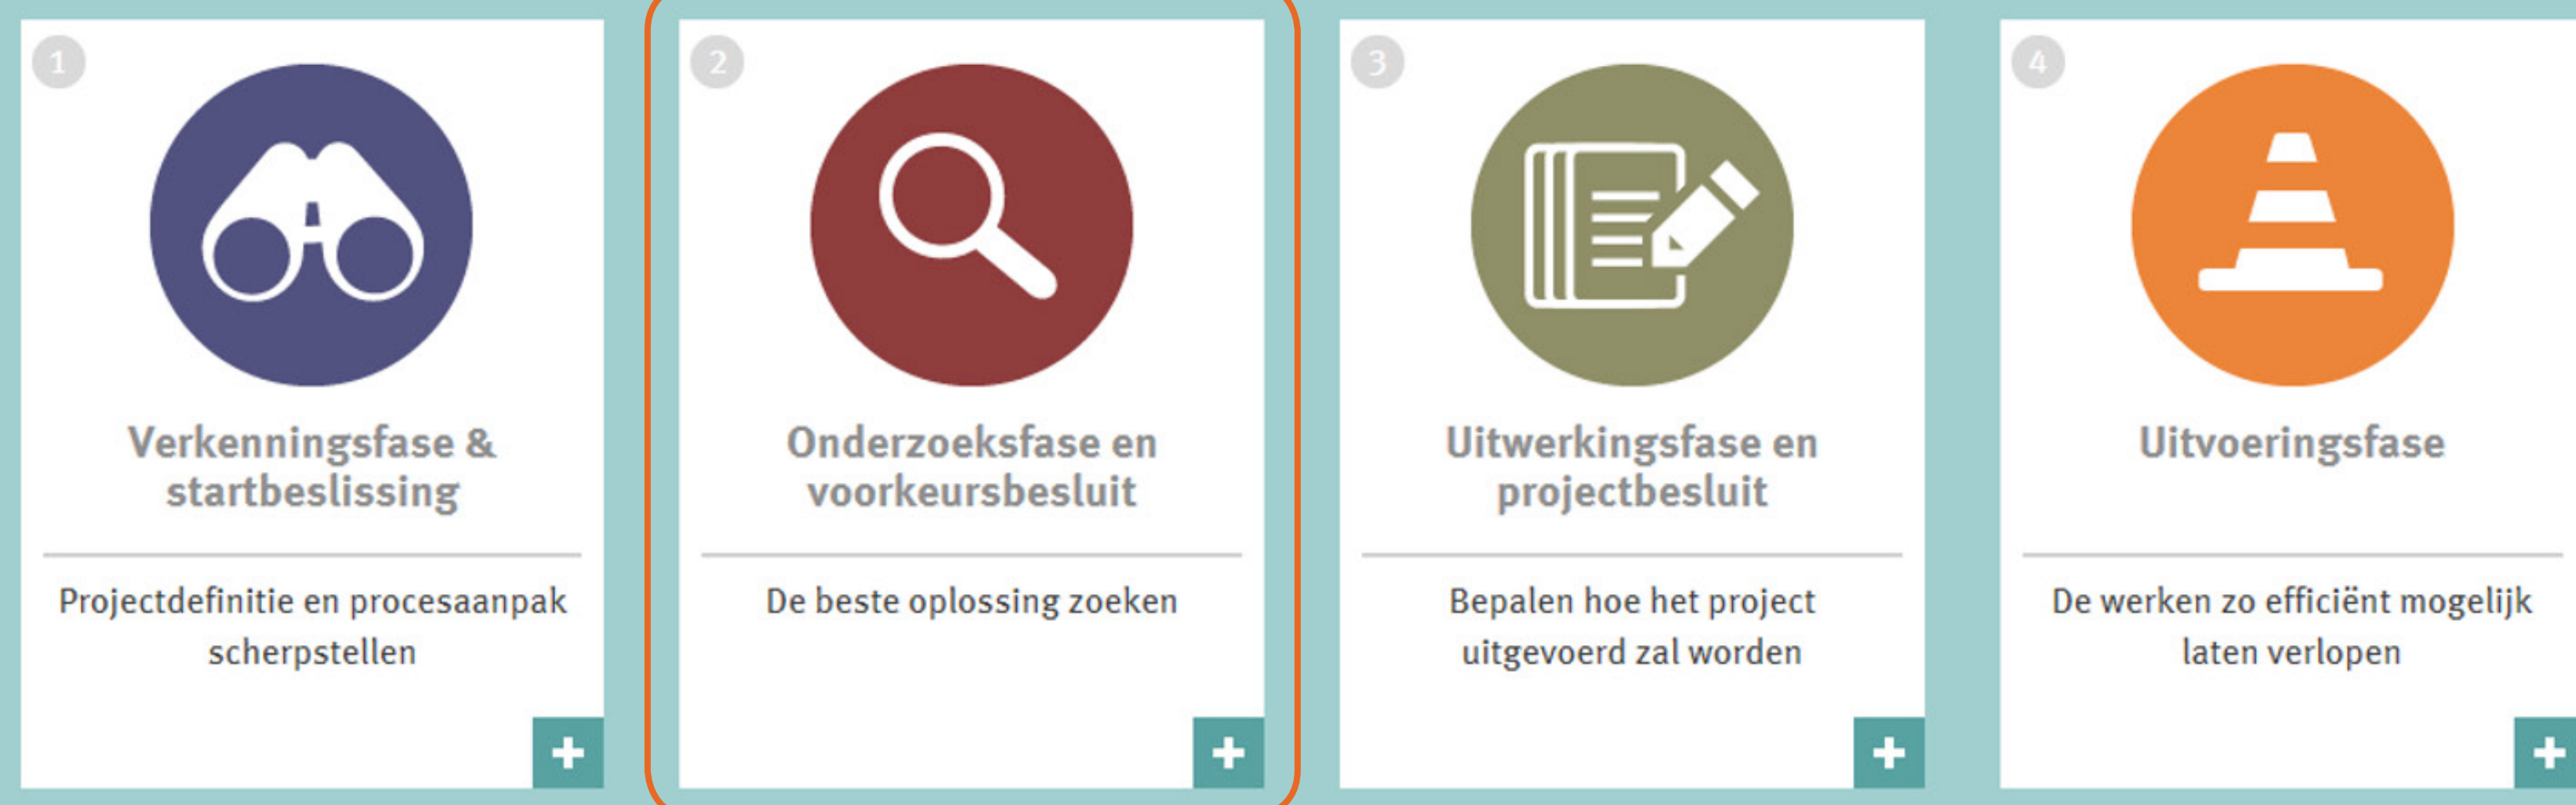 1
Verkenningsfase &
startbeslissing
Projectdefinitie en procesaanpak
scherpstellen
2
Onderzoeksfase en
voorkeursbesluit
De beste oplossing zoeken
3
Uitwerkingsfase en
projectbesluit
Bepalen hoe het project
uitgevoerd zal worden
4
Uitvoeringsfase
De werken zo efficiënt mogelijk
laten verlopen